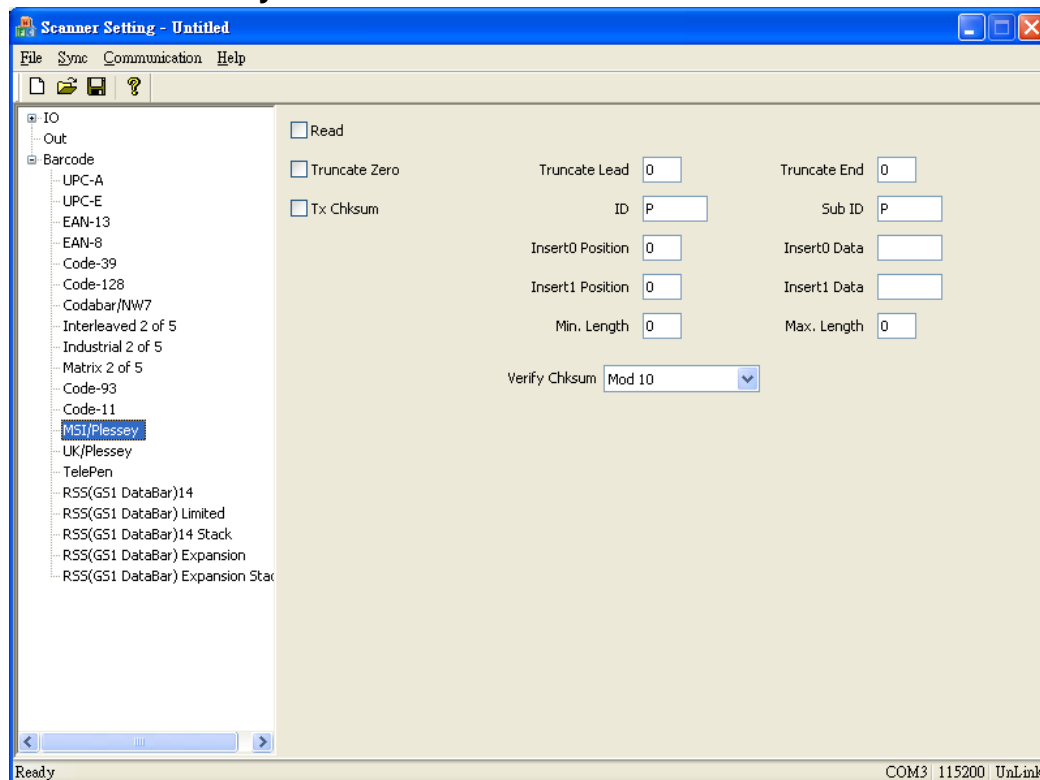 Scanner Setting - Untitled
File Sync Communication Help
IO
Out
Barcode
UPC-A
UPC-E
EAN-13
EAN-8
Code-39
Code-128
Codabar/NW7
Interleaved 2 of 5
Industrial 2 of 5
Matrix 2 of 5
Code-93
Code-11
MSI/Plessey
UK/Plessey
TelePen
RSS(GS1 DataBar)14
RSS(GS1 DataBar) Limited
RSS(GS1 DataBar)14 Stack
RSS(GS1 DataBar) Expansion
RSS(GS1 DataBar) Expansion Stac
Read
Truncate Zero Truncate Lead 0 Truncate End 0
Tx Chksum ID P Sub ID P
Insert0 Position 0 Insert0 Data
Insert1 Position 0 Insert1 Data
Min. Length 0 Max. Length 0
Verify Chksum Mod 10
Ready COM3 115200 UnLink